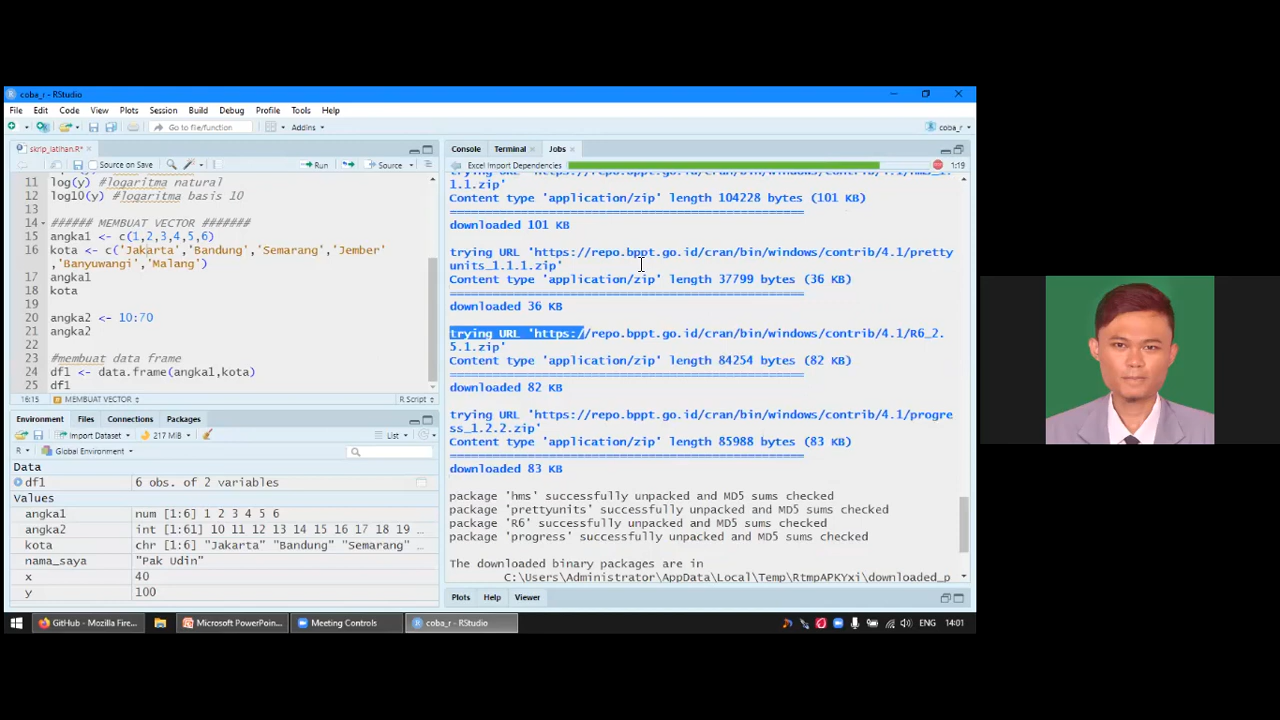 coba_r - RStudio
File Edit Code View Plots Session Build Debug Profile Tools Help
Go to file/function Addins coba_r
skrip_latihan.R*
Source on Save Run Source
11 log(y) #logaritma natural
12 log10(y) #logaritma basis 10
13
14 ###### MEMBUAT VECTOR #######
15 angka1 <- c(1,2,3,4,5,6)
16 kota <- c('Jakarta','Bandung','Semarang','Jember'
,'Banyuwangi','Malang')
17 angka1
18 kota
19
20 angka2 <- 10:70
21 angka2
22
23 #membuat data frame
24 df1 <- data.frame(angka1,kota)
25 df1
16:15 MEMBUAT VECTOR R Script
Environment Files Connections Packages
Import Dataset 217 MiB List
R Global Environment
Data
df1 6 obs. of 2 variables
Values
angka1 num [1:6] 1 2 3 4 5 6
angka2 int [1:61] 10 11 12 13 14 15 16 17 18 19 ...
kota chr [1:6] "Jakarta" "Bandung" "Semarang" ...
nama_saya "Pak Udin"
x 40
y 100
Console Terminal Jobs
Excel Import Dependencies 1:19
trying URL 'https://repo.bppt.go.id/cran/bin/windows/contrib/4.1/hms_1.
1.1.zip'
Content type 'application/zip' length 104228 bytes (101 KB)
==================================================
downloaded 101 KB
trying URL 'https://repo.bppt.go.id/cran/bin/windows/contrib/4.1/pretty
units_1.1.1.zip'
Content type 'application/zip' length 37799 bytes (36 KB)
==================================================
downloaded 36 KB
trying URL 'https://repo.bppt.go.id/cran/bin/windows/contrib/4.1/R6_2.
5.1.zip'
Content type 'application/zip' length 84254 bytes (82 KB)
==================================================
downloaded 82 KB
trying URL 'https://repo.bppt.go.id/cran/bin/windows/contrib/4.1/progre
ss_1.2.2.zip'
Content type 'application/zip' length 85988 bytes (83 KB)
==================================================
downloaded 83 KB
package 'hms' successfully unpacked and MD5 sums checked
package 'prettyunits' successfully unpacked and MD5 sums checked
package 'R6' successfully unpacked and MD5 sums checked
package 'progress' successfully unpacked and MD5 sums checked
The downloaded binary packages are in
C:\Users\Administrator\AppData\Local\Temp\RtmpAPKYxi\downloaded_p
Plots Help Viewer
GitHub - Mozilla Fire... Microsoft PowerPoin... Meeting Controls coba_r - RStudio ENG 14:01